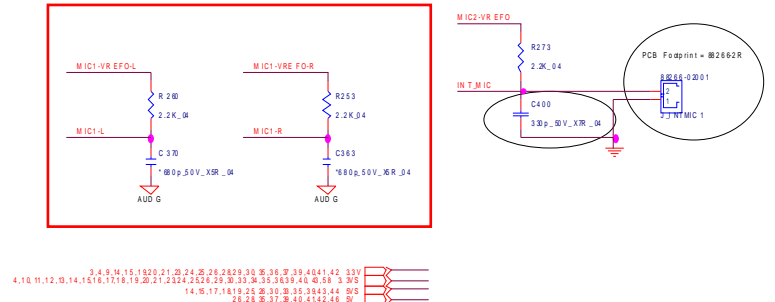 MIC2-VREFO
MIC1-VREFO-L
MIC1-VREFO-R
R273
2.2K_04
PCB Footprint = 88266-2R
88266-02001
R260
2.2K_04
R253
2.2K_04
INT_MIC
2
1
J_INTMIC1
C400
330p_50V_X7R_04
MIC1-L
MIC1-R
C370
*680p_50V_X5R_04
C363
*680p_50V_X5R_04
AUDG
AUDG
3,4,9,14,15,19,20,21,23,24,25,26,28,29,30,35,36,37,39,40,41,42 3.3V
4,10,11,12,13,14,15,16,17,18,19,20,21,23,24,25,26,29,30,33,34,35,36,39,40,43,58 3.3VS
14,15,17,18,19,25,26,30,33,35,39,43,44 5VS
26,28,35,37,39,40,41,42,46 5V